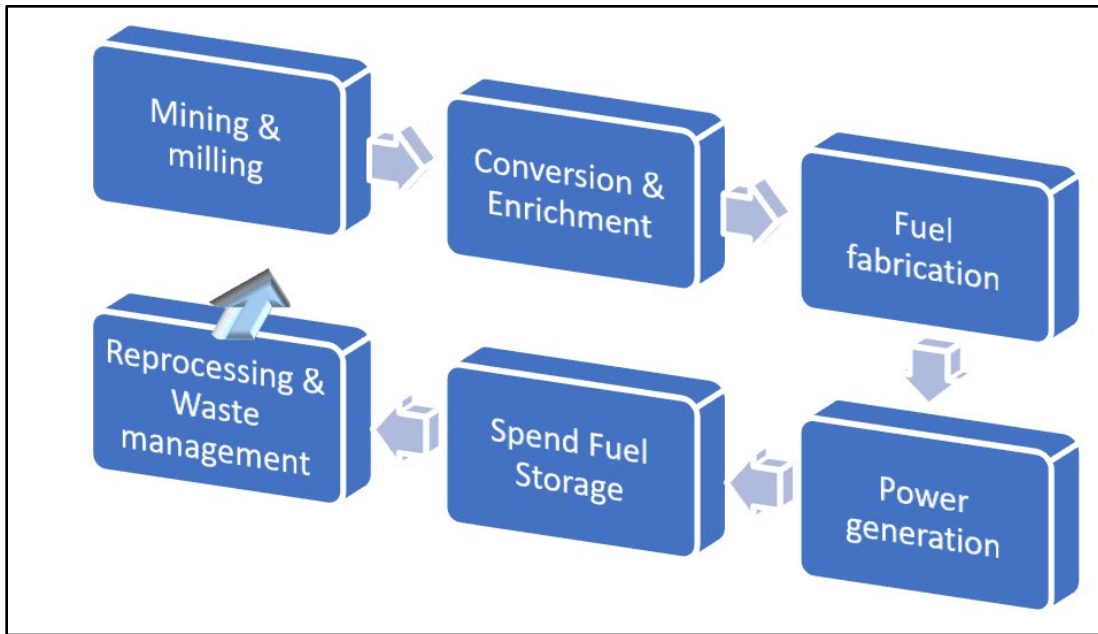 Mining &
milling
Conversion &
Enrichment
Fuel
fabrication
Power
generation
Spend Fuel
Storage
Reprocessing &
Waste
management